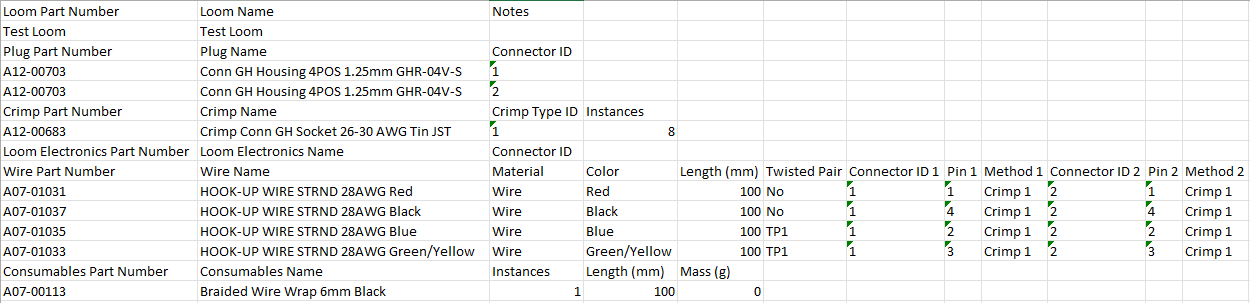 Loom Part Number Loom Name Notes
Test Loom Test Loom
Plug Part Number Plug Name Connector ID
A12-00703 Conn GH Housing 4POS 1.25mm GHR-04V-S 1
A12-00703 Conn GH Housing 4POS 1.25mm GHR-04V-S 2
Crimp Part Number Crimp Name Crimp Type ID Instances
A12-00683 Crimp Conn GH Socket 26-30 AWG Tin JST 1 8
Loom Electronics Part Number Loom Electronics Name Connector ID
Wire Part Number Wire Name Material Color Length (mm) Twisted Pair Connector ID 1 Pin 1 Method 1 Connector ID 2 Pin 2 Method 2
A07-01031 HOOK-UP WIRE STRND 28AWG Red Wire Red 100 No 1 1 Crimp 1 2 1 Crimp 1
A07-01037 HOOK-UP WIRE STRND 28AWG Black Wire Black 100 No 1 4 Crimp 1 2 4 Crimp 1
A07-01035 HOOK-UP WIRE STRND 28AWG Blue Wire Blue 100 TP1 1 2 Crimp 1 2 2 Crimp 1
A07-01033 HOOK-UP WIRE STRND 28AWG Green/Yellow Wire Green/Yellow 100 TP1 1 3 Crimp 1 2 3 Crimp 1
Consumables Part Number Consumables Name Instances Length (mm) Mass (g)
A07-00113 Braided Wire Wrap 6mm Black 1 100 0